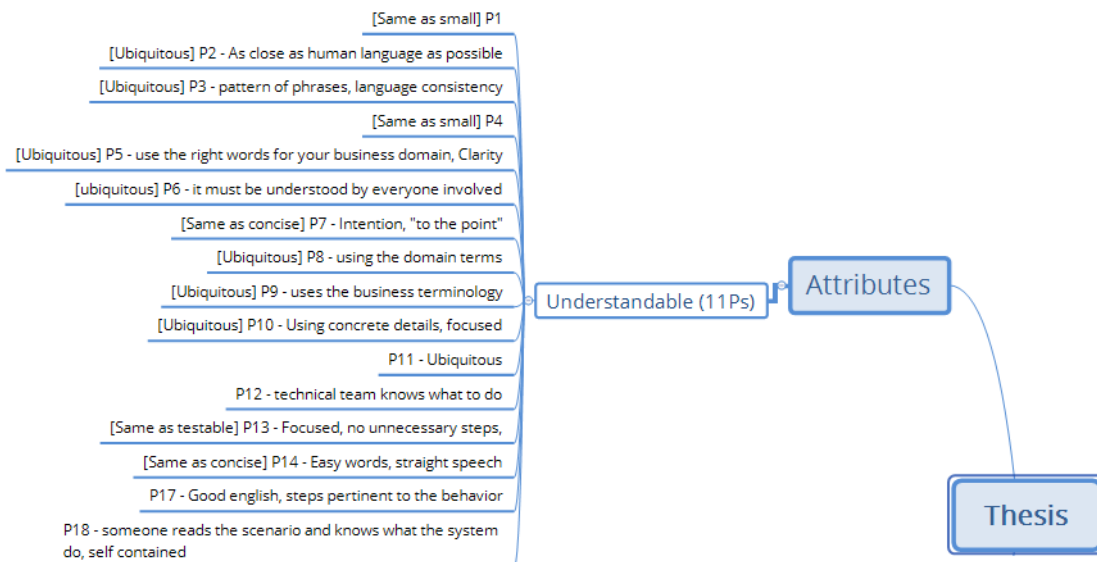 [Same as small] P1
[Ubiquitous] P2 - As close as human language as possible
[Ubiquitous] P3 - pattern of phrases, language consistency
[Same as small] P4
[Ubiquitous] P5 - use the right words for your business domain, Clarity
[ubiquitous] P6 - it must be understood by everyone involved
[Same as concise] P7 - Intention, "to the point"
[Ubiquitous] P8 - using the domain terms
[Ubiquitous] P9 - uses the business terminology
[Ubiquitous] P10 - Using concrete details, focused
P11 - Ubiquitous
P12 - technical team knows what to do
[Same as testable] P13 - Focused, no unnecessary steps,
[Same as concise] P14 - Easy words, straight speech
P17 - Good english, steps pertinent to the behavior
P18 - someone reads the scenario and knows what the system
do, self contained
Understandable (11Ps)
Attributes
Thesis